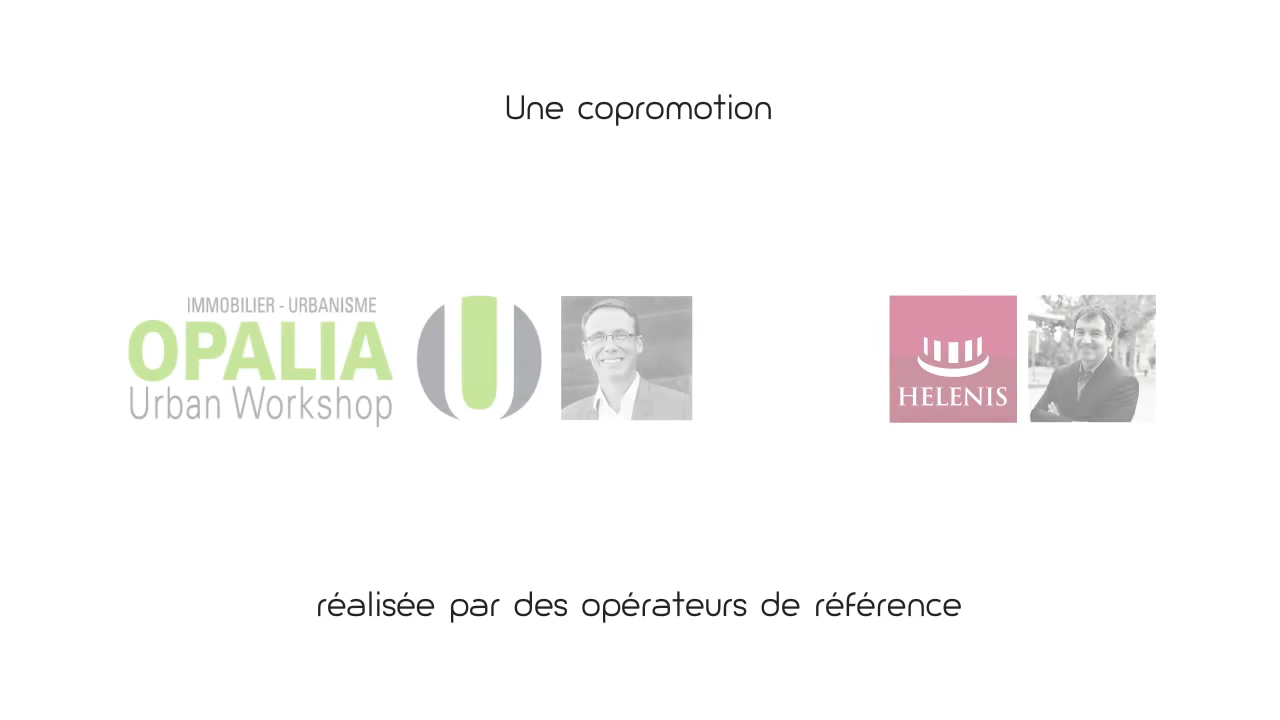 Une copromotion
IMMOBILIER - URBANISME
OPALIA
Urban Workshop
HELENIS
réalisée par des opérateurs de référence